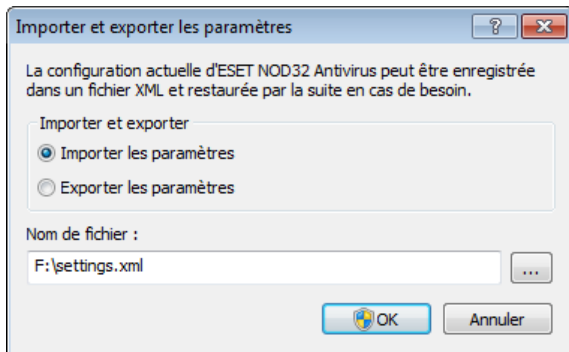 Importer et exporter les paramètres
La configuration actuelle d'ESET NOD32 Antivirus peut être enregistrée
dans un fichier XML et restaurée par la suite en cas de besoin.
Importer et exporter
Importer les paramètres
Exporter les paramètres
Nom de fichier :
F:\settings.xml
...
OK
Annuler